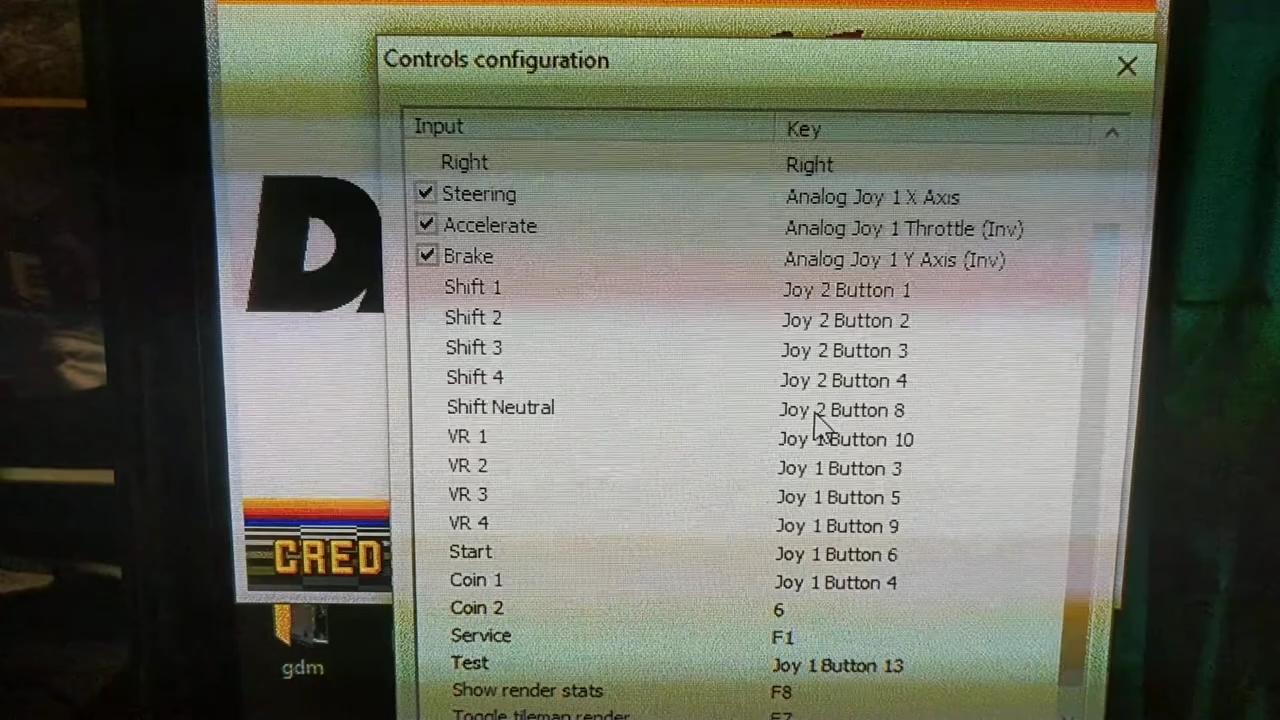 Controls configuration
Input Key
Right Right
Steering Analog Joy 1 X Axis
Accelerate Analog Joy 1 Throttle (Inv)
Brake Analog Joy 1 Y Axis (Inv)
Shift 1 Joy 2 Button 1
Shift 2 Joy 2 Button 2
Shift 3 Joy 2 Button 3
Shift 4 Joy 2 Button 4
Shift Neutral Joy 2 Button 8
VR 1 Joy 1 Button 10
VR 2 Joy 1 Button 3
VR 3 Joy 1 Button 5
VR 4 Joy 1 Button 9
Start Joy 1 Button 6
Coin 1 Joy 1 Button 4
Coin 2 6
Service F1
Test Joy 1 Button 13
Show render stats F8
Toggle tilemap render F7
D
CRED
gdm